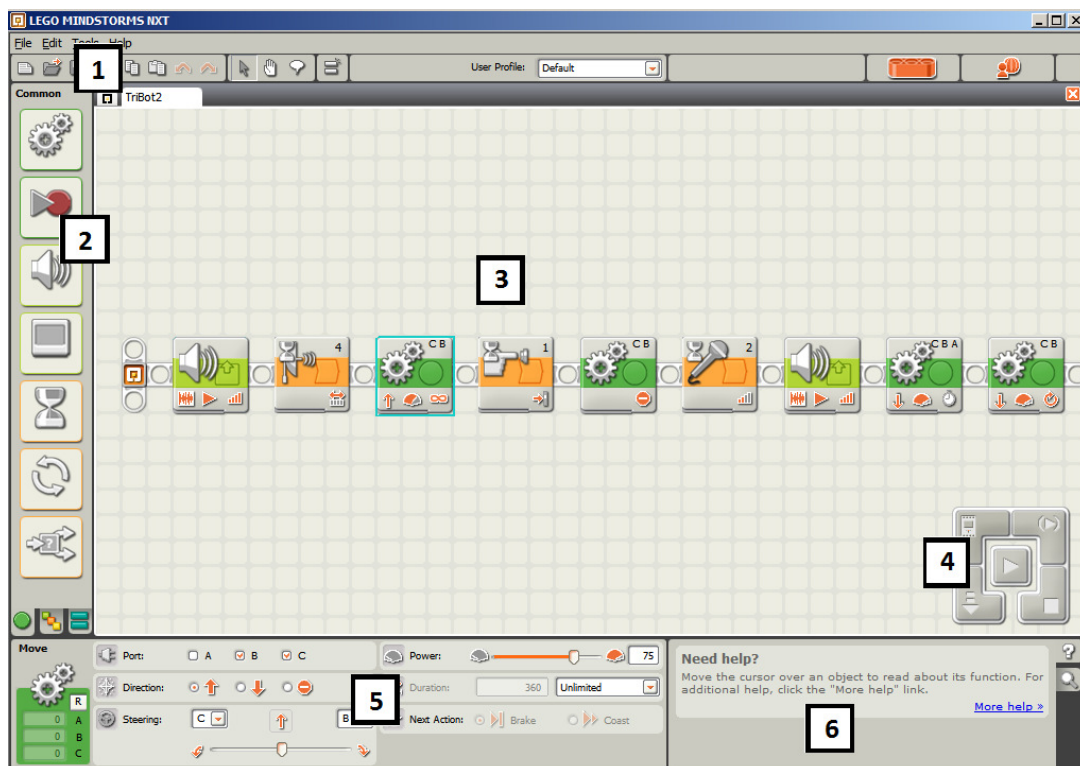 LEGO MINDSTORMS NXT
File Edit Tools Help
1
User Profile: Default
Common
TriBot2
2
3
4 C B 1 C B 2 C B A C B
4
Move
Port: A B C
Power: 75
R
Direction:
Duration: 360 Unlimited
0 A
Steering: C B
5
Next Action: Brake Coast
0 B
0 C
Need help?
Move the cursor over an object to read about its function. For
additional help, click the "More help" link.
More help »
6